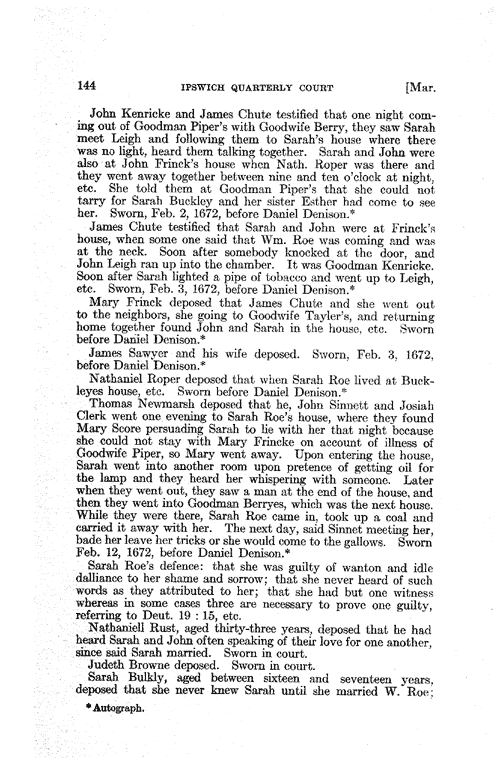 144 IPSWICH QUARTERLY COURT [Mar.
John Kenricke and James Chute testified that one night com-
ing out of Goodman Piper's with Goodwife Berry, they saw Sarah
meet Leigh and following them to Sarah's house where there
was no light, heard them talking together. Sarah and John were
also at John Frinck's house when Nath. Roper was there and
they went away together between nine and ten o'clock at night,
etc. She told them at Goodman Piper's that she could not
tarry for Sarah Buckley and her sister Esther had come to see
her. Sworn, Feb. 2, 1672, before Daniel Denison.*
James Chute testified that Sarah and John were at Frinck's
house, when some one said that Wm. Roe was coming and was
at the neck. Soon after somebody knocked at the door, and
John Leigh ran up into the chamber. It was Goodman Kenricke.
Soon after Sarah lighted a pipe of tobacco and went up to Leigh,
etc. Sworn, Feb. 3, 1672, before Daniel Denison.*
Mary Frinck deposed that James Chute and she went out
to the neighbors, she going to Goodwife Tayler's, and returning
home together found John and Sarah in the house, etc. Sworn
before Daniel Denison.*
James Sawyer and his wife deposed. Sworn, Feb. 3, 1672,
before Daniel Denison.*
Nathaniel Roper deposed that when Sarah Roe lived at Buck-
leyes house, etc. Sworn before Daniel Denison.*
Thomas Newmarsh deposed that he, John Sinnett and Josiah
Clerk went one evening to Sarah Roe's house, where they found
Mary Score persuading Sarah to lie with her that night because
she could not stay with Mary Frincke on account of illness of
Goodwife Piper, so Mary went away. Upon entering the house,
Sarah went into another room upon pretence of getting oil for
the lamp and they heard her whispering with someone. Later
when they went out, they saw a man at the end of the house, and
then they went into Goodman Berryes, which was the next house.
While they were there, Sarah Roe came in, took up a coal and
carried it away with her. The next day, said Sinnet meeting her,
bade her leave her tricks or she would come to the gallows. Sworn
Feb. 12, 1672, before Daniel Denison.*
Sarah Roe's defence: that she was guilty of wanton and idle
dalliance to her shame and sorrow; that she never heard of such
words as they attributed to her; that she had but one witness
whereas in some cases three are necessary to prove one guilty,
referring to Deut. 19 : 15, etc.
Nathaniell Rust, aged thirty-three years, deposed that he had
heard Sarah and John often speaking of their love for one another,
since said Sarah married. Sworn in court.
Judeth Browne deposed. Sworn in court.
Sarah Bulkly, aged between sixteen and seventeen years,
deposed that she never knew Sarah until she married W. Roe;
* Autograph.